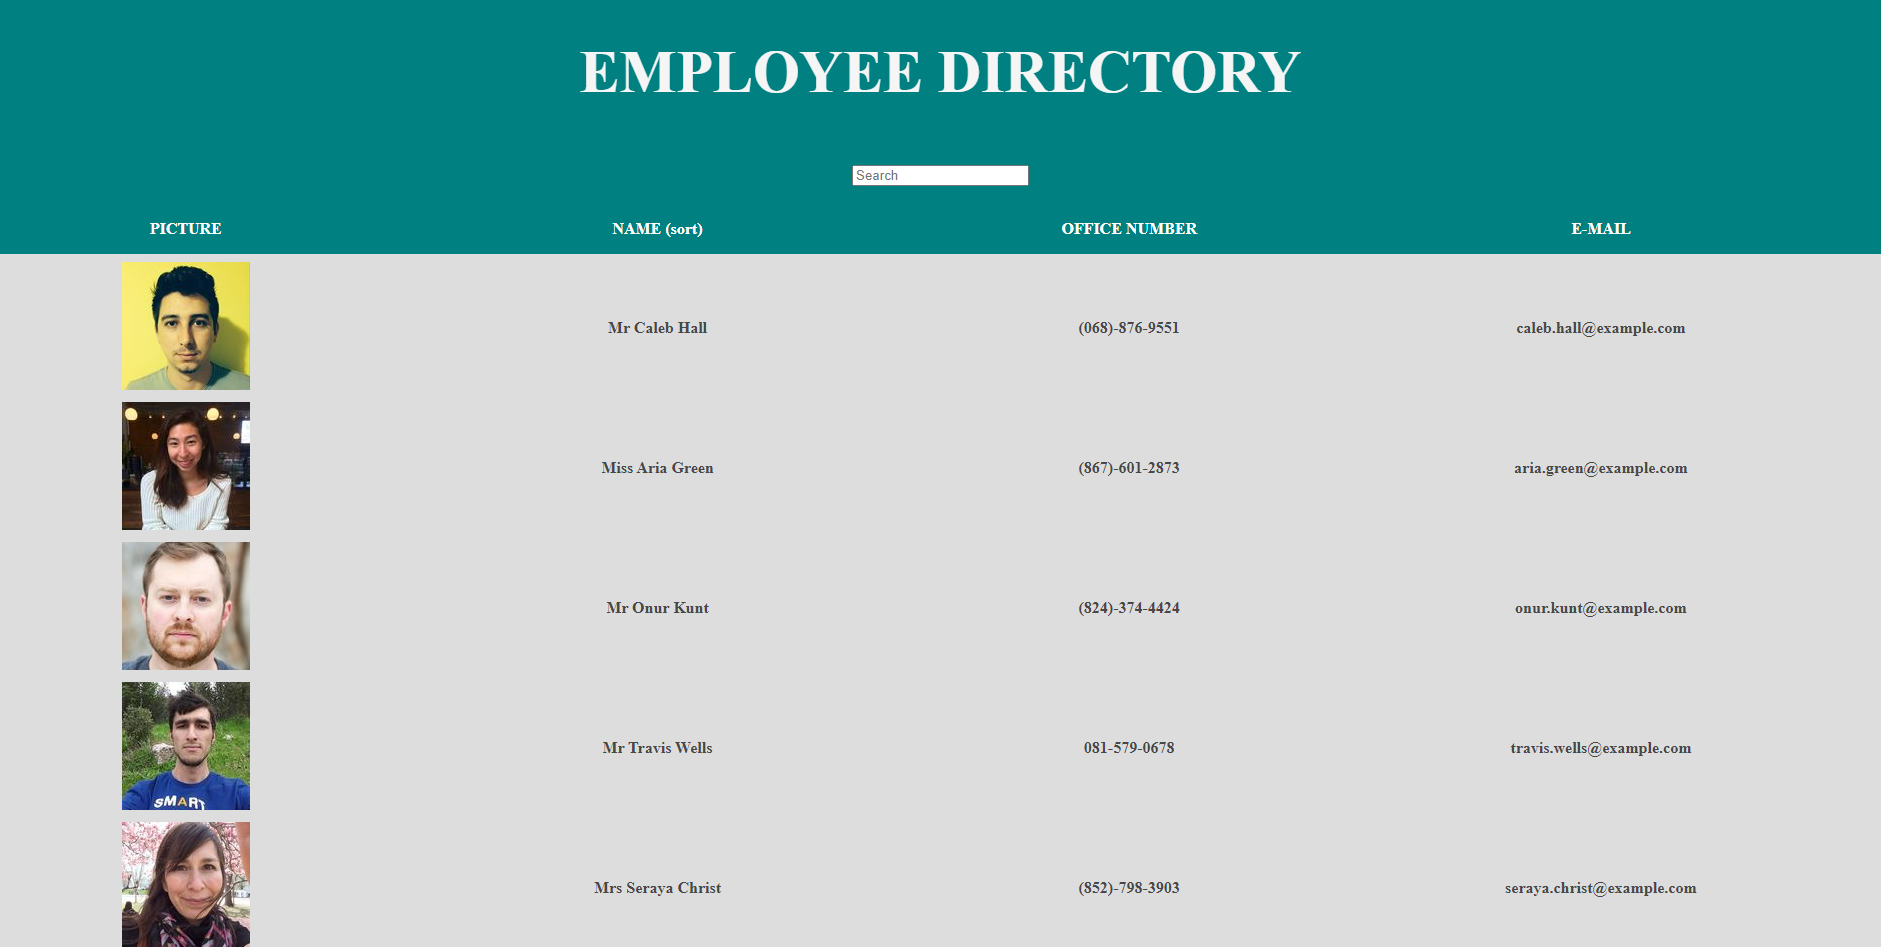 EMPLOYEE DIRECTORY
Search
PICTURE NAME (sort) OFFICE NUMBER E-MAIL
Mr Caleb Hall (068)-876-9551 caleb.hall@example.com
Miss Aria Green (867)-601-2873 aria.green@example.com
Mr Onur Kunt (824)-374-4424 onur.kunt@example.com
Mr Travis Wells 081-579-0678 travis.wells@example.com
SMART
Mrs Seraya Christ (852)-798-3903 seraya.christ@example.com